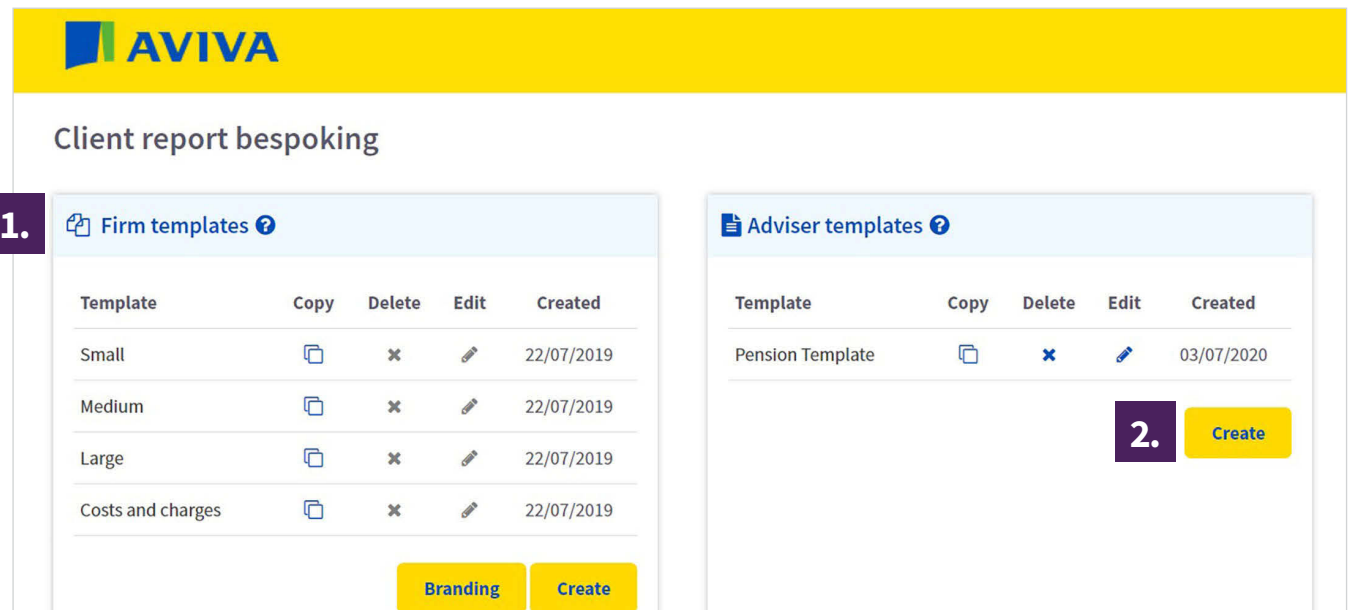 AVIVA
Client report bespoking
1.
Firm templates ?
Template Copy Delete Edit Created
Small 22/07/2019
Medium 22/07/2019
Large 22/07/2019
Costs and charges 22/07/2019
Branding Create
Adviser templates ?
Template Copy Delete Edit Created
Pension Template 03/07/2020
2. Create